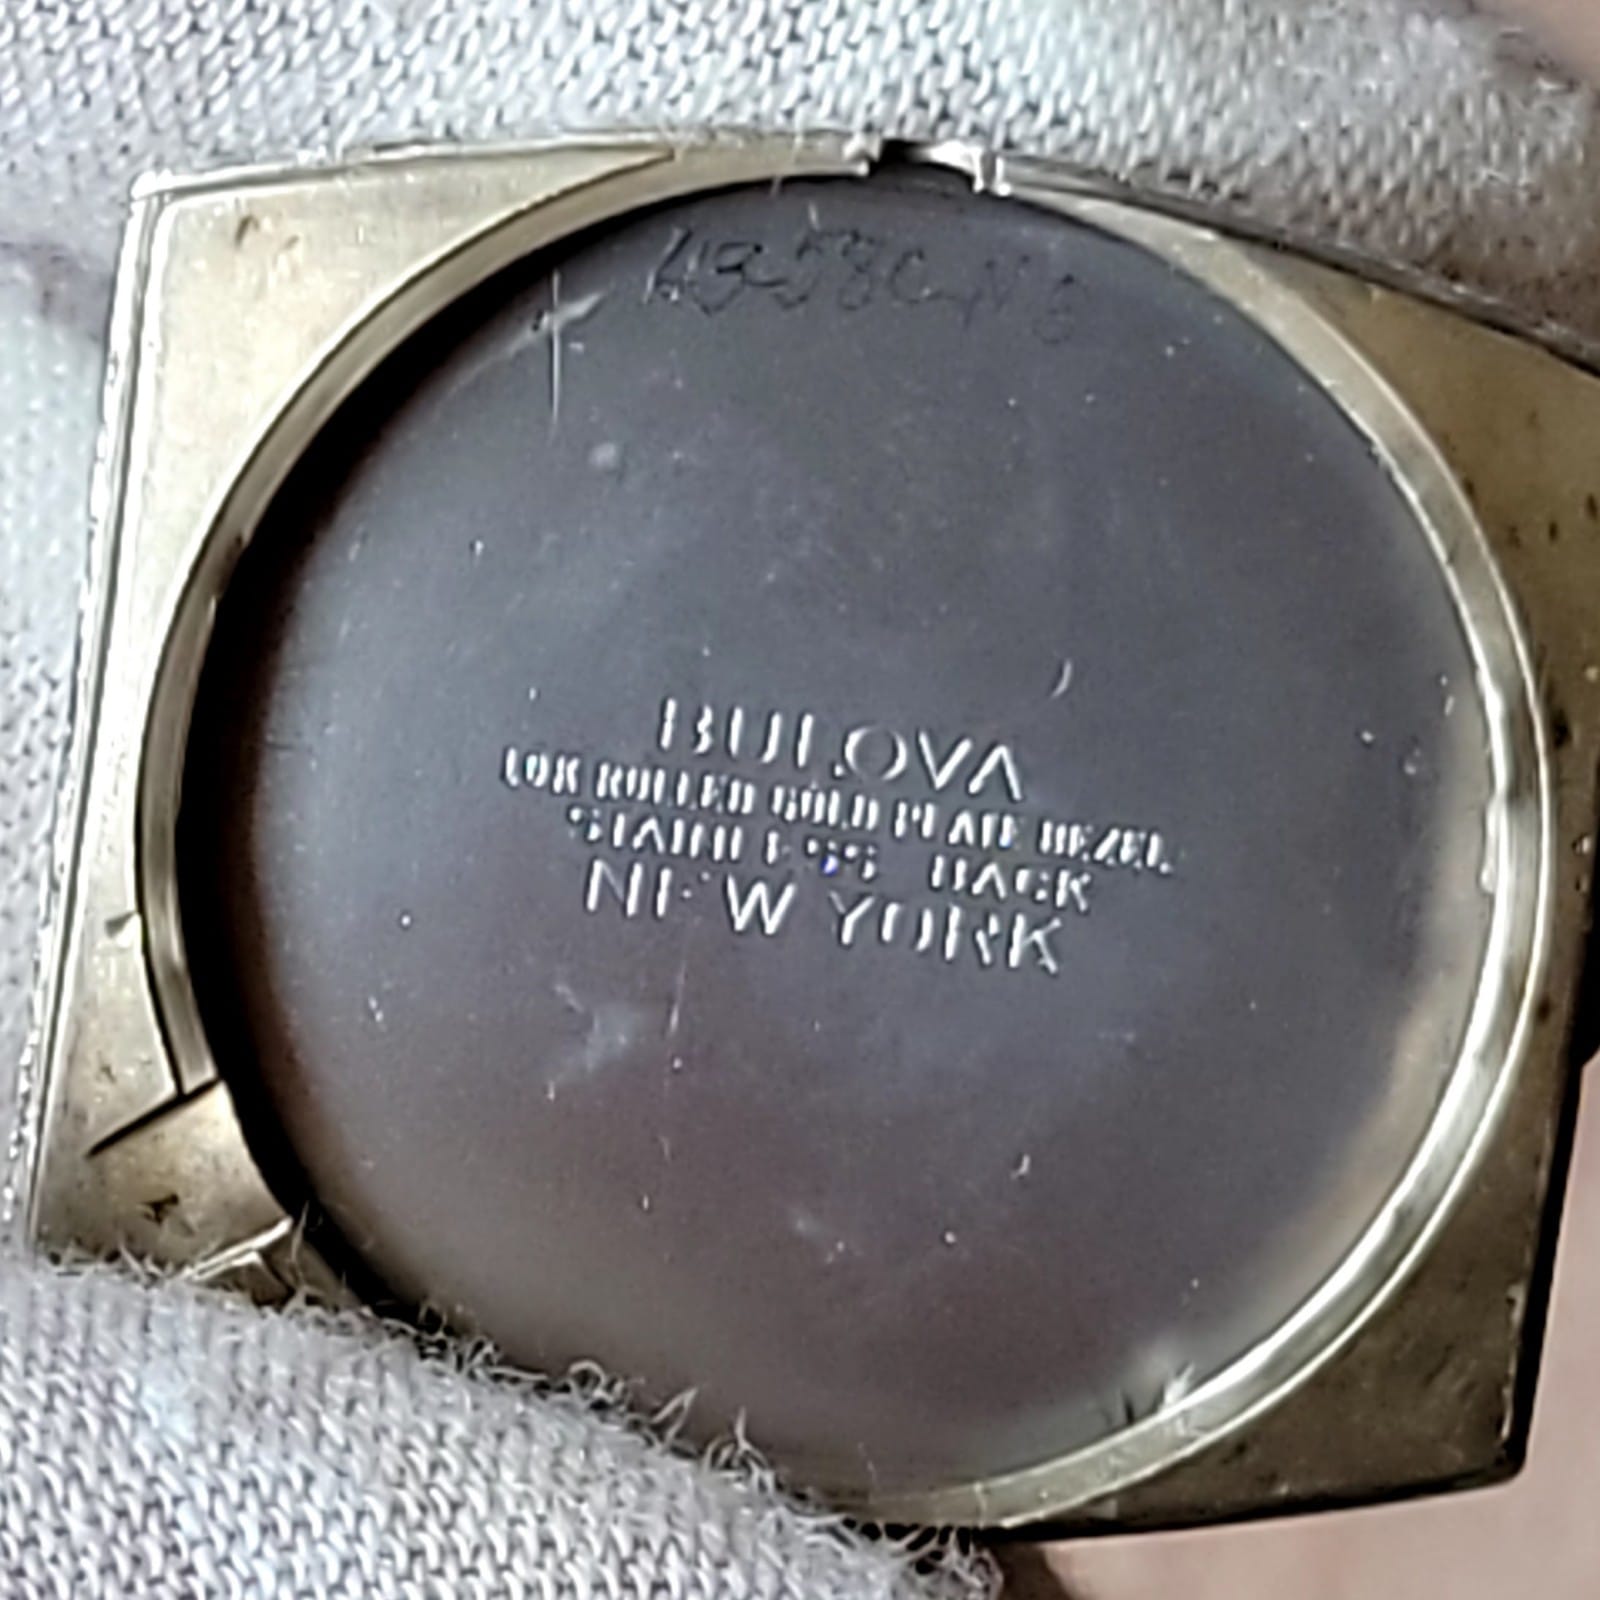 BULOVA
10K ROLLED GOLD PLATE BEZEL
STAINLESS BACK
NEW YORK